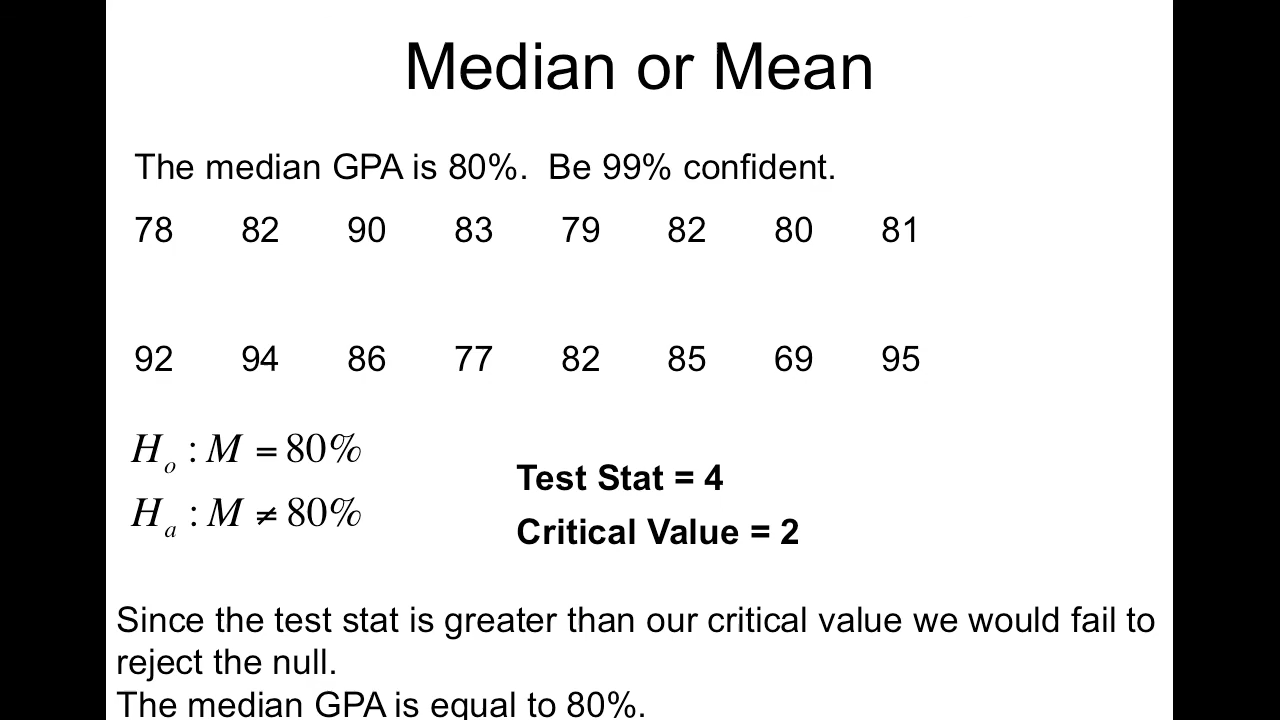 Median or Mean
The median GPA is 80%.  Be 99% confident.
78 82 90 83 79 82 80 81
92 94 86 77 82 85 69 95
Hₒ : M = 80%
Hₐ : M ≠ 80%
Test Stat = 4
Critical Value = 2
Since the test stat is greater than our critical value we would fail to
reject the null.
The median GPA is equal to 80%.